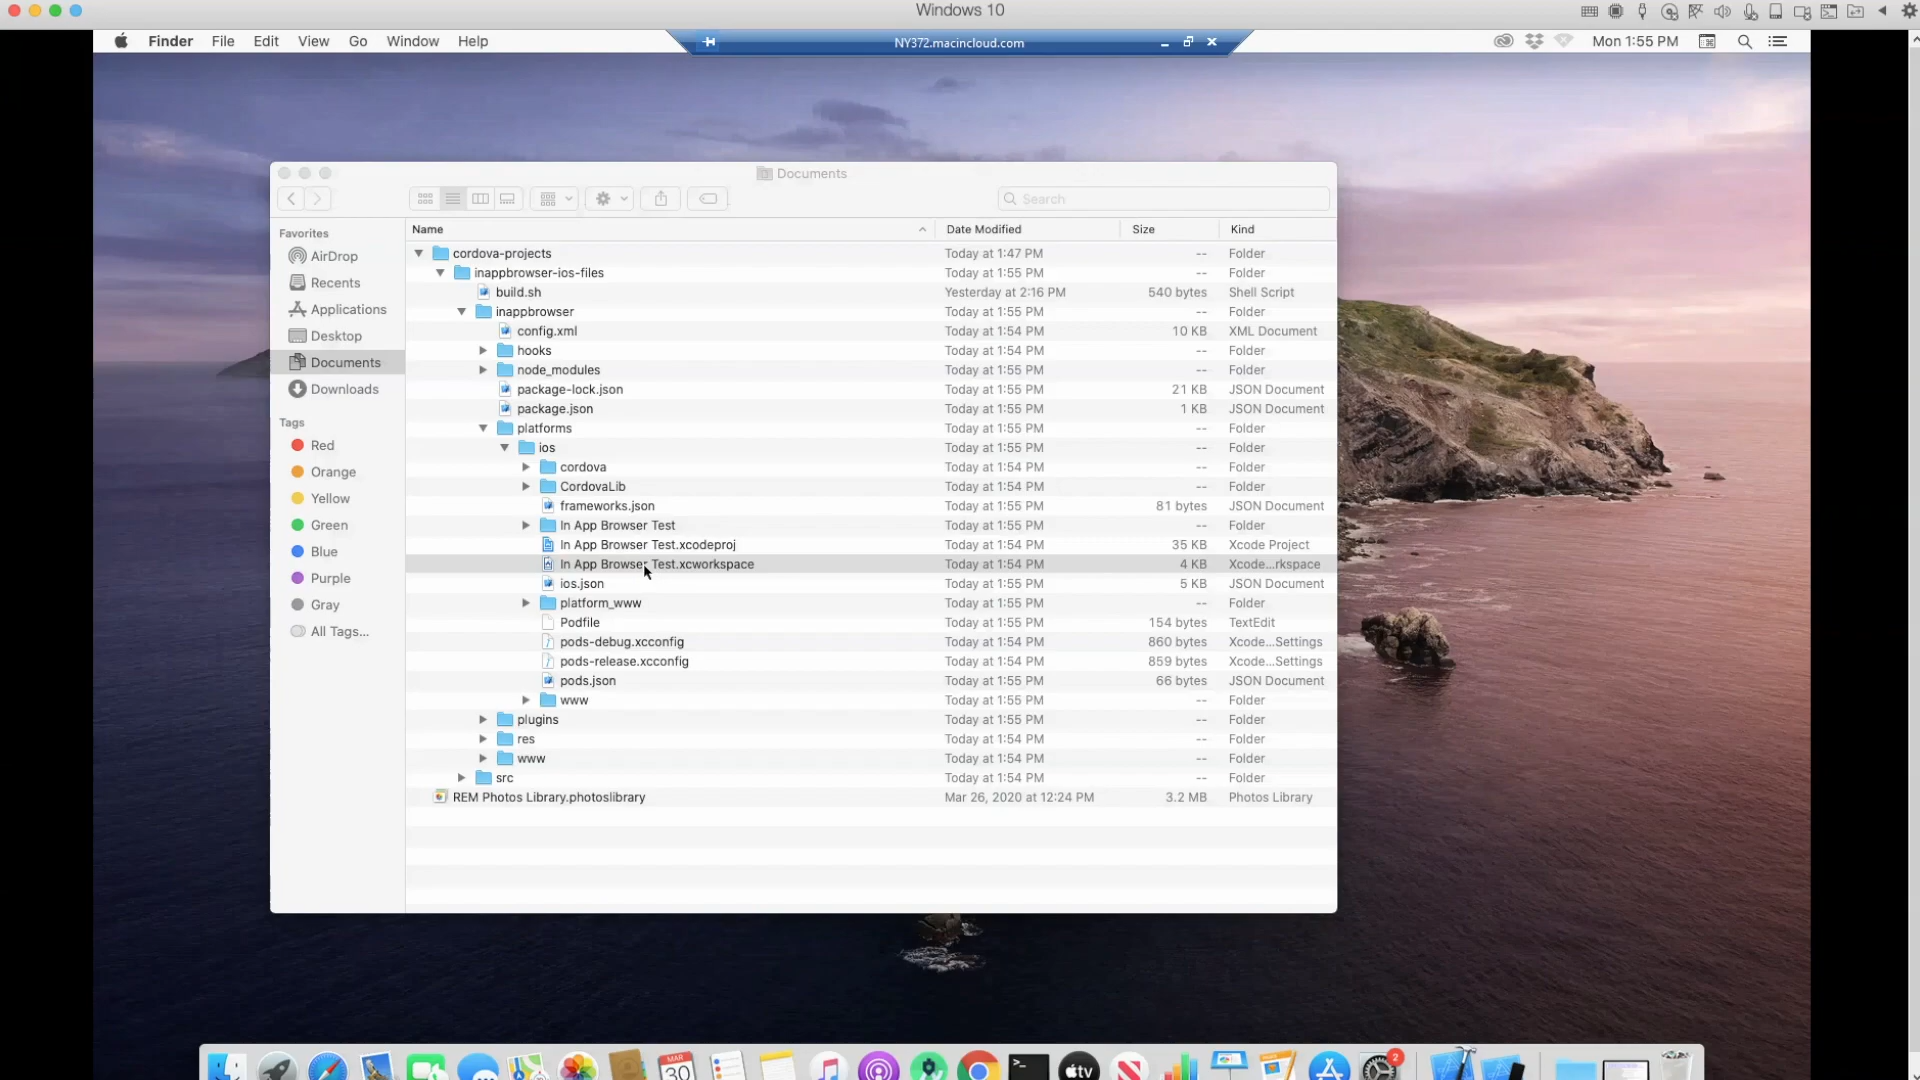 Windows 10
Finder File Edit View Go Window Help
NY372.macincloud.com
Mon 1:55 PM
Documents
Search
Favorites
AirDrop
Recents
Applications
Desktop
Documents
Downloads
Tags
Red
Orange
Yellow
Green
Blue
Purple
Gray
All Tags...
Name Date Modified Size Kind
cordova-projects Today at 1:47 PM -- Folder
inappbrowser-ios-files Today at 1:55 PM -- Folder
build.sh Yesterday at 2:16 PM 540 bytes Shell Script
inappbrowser Today at 1:55 PM -- Folder
config.xml Today at 1:54 PM 10 KB XML Document
hooks Today at 1:54 PM -- Folder
node_modules Today at 1:55 PM -- Folder
package-lock.json Today at 1:55 PM 21 KB JSON Document
package.json Today at 1:55 PM 1 KB JSON Document
platforms Today at 1:55 PM -- Folder
ios Today at 1:55 PM -- Folder
cordova Today at 1:54 PM -- Folder
CordovaLib Today at 1:54 PM -- Folder
frameworks.json Today at 1:55 PM 81 bytes JSON Document
In App Browser Test Today at 1:55 PM -- Folder
In App Browser Test.xcodeproj Today at 1:54 PM 35 KB Xcode Project
In App Browser Test.xcworkspace Today at 1:54 PM 4 KB Xcode...rkspace
ios.json Today at 1:55 PM 5 KB JSON Document
platform_www Today at 1:55 PM -- Folder
Podfile Today at 1:55 PM 154 bytes TextEdit
pods-debug.xcconfig Today at 1:54 PM 860 bytes Xcode...Settings
pods-release.xcconfig Today at 1:54 PM 859 bytes Xcode...Settings
pods.json Today at 1:55 PM 66 bytes JSON Document
www Today at 1:55 PM -- Folder
plugins Today at 1:55 PM -- Folder
res Today at 1:54 PM -- Folder
www Today at 1:54 PM -- Folder
src Today at 1:54 PM -- Folder
REM Photos Library.photoslibrary Mar 26, 2020 at 12:24 PM 3.2 MB Photos Library
MAR
30
tv
2